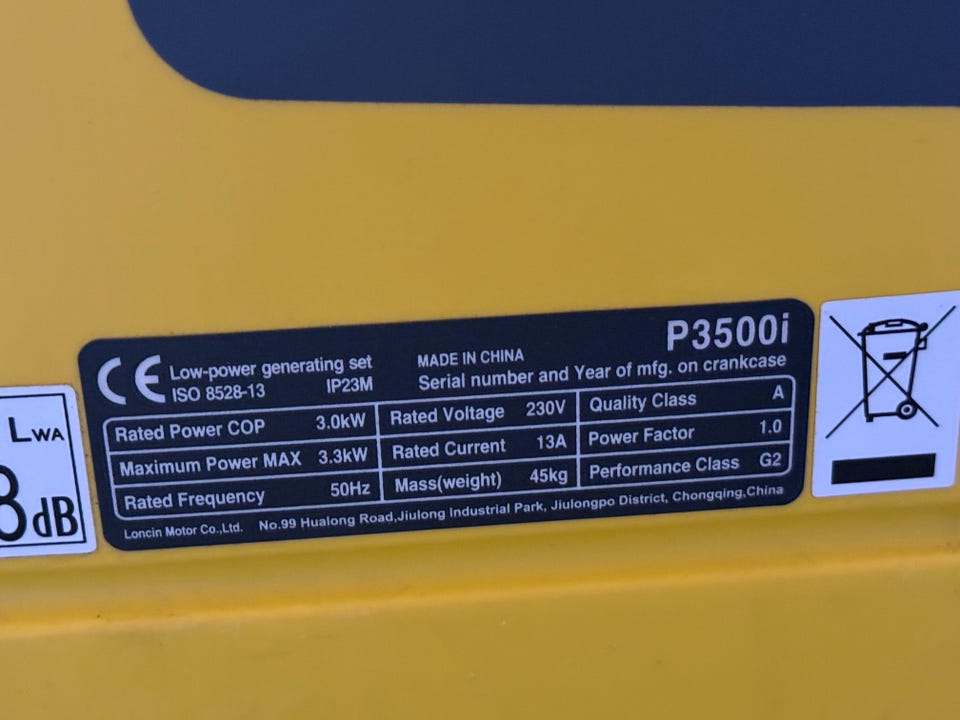 P3500i
CE Low-power generating set
ISO 8528-13 IP23M
MADE IN CHINA
Serial number and Year of mfg. on crankcase
Rated Power COP 3.0kW Rated Voltage 230V Quality Class A
Maximum Power MAX 3.3kW Rated Current 13A Power Factor 1.0
Rated Frequency 50Hz Mass(weight) 45kg Performance Class G2
Loncin Motor Co.,Ltd. No.99 Hualong Road,Jiulong Industrial Park, Jiulongpo District, Chongqing,China
LWA
dB